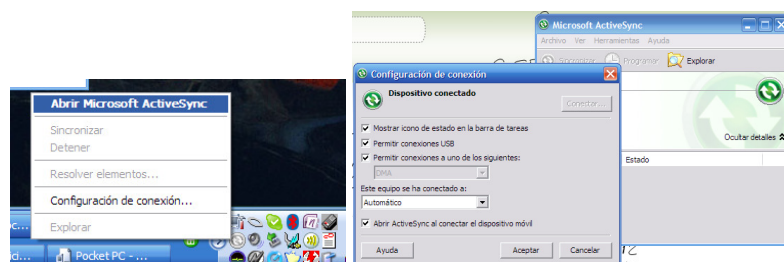 Abrir Microsoft ActiveSync
Sincronizar
Detener
Resolver elementos...
Configuración de conexión...
Explorar
Pocket PC - ...
Microsoft ActiveSync
Archivo Ver Herramientas Ayuda
Sincronizar Programar Explorar
Ocultar detalles
Estado
Configuración de conexión
Dispositivo conectado
Conectar...
Mostrar icono de estado en la barra de tareas
Permitir conexiones USB
Permitir conexiones a uno de los siguientes:
DMA
Este equipo se ha conectado a:
Automático
Abrir ActiveSync al conectar el dispositivo móvil
Ayuda Aceptar Cancelar